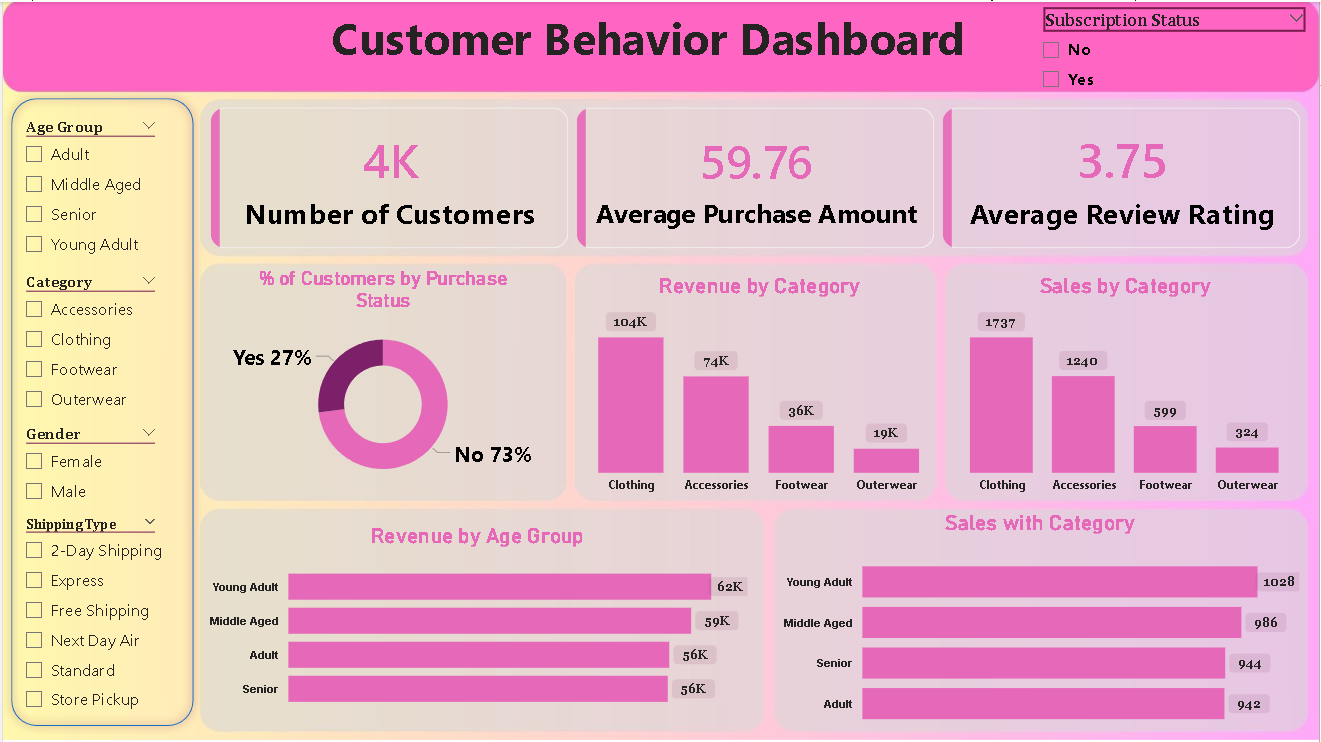 Customer Behavior Dashboard
Subscription Status
No
Yes
Age Group
Adult
Middle Aged
Senior
Young Adult
Category
Accessories
Clothing
Footwear
Outerwear
Gender
Female
Male
Shipping Type
2-Day Shipping
Express
Free Shipping
Next Day Air
Standard
Store Pickup
4K
Number of Customers
59.76
Average Purchase Amount
3.75
Average Review Rating
% of Customers by Purchase
Status
Yes 27%
No 73%
Revenue by Category
104K
74K
36K
19K
Clothing Accessories Footwear Outerwear
Sales by Category
1737
1240
599
324
Clothing Accessories Footwear Outerwear
Revenue by Age Group
Young Adult 62K
Middle Aged 59K
Adult 56K
Senior 56K
Sales with Category
Young Adult 1028
Middle Aged 986
Senior 944
Adult 942